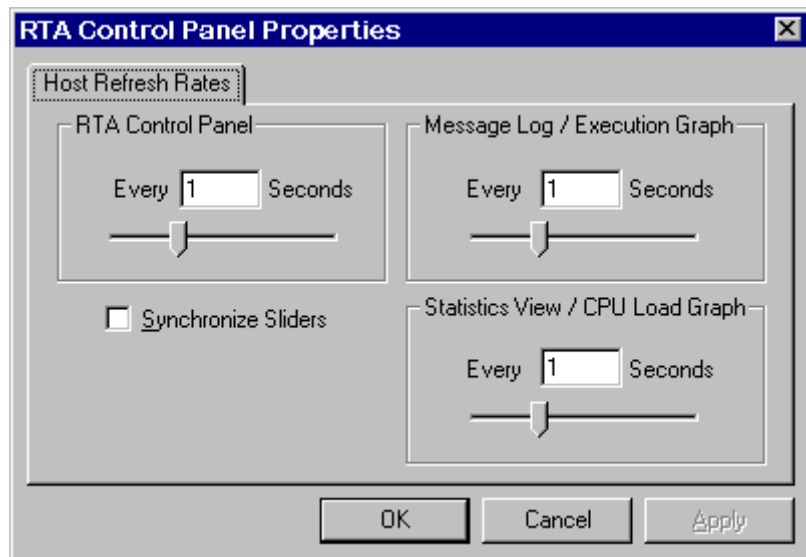 RTA Control Panel Properties
Host Refresh Rates
RTA Control Panel
Every 1 Seconds
Synchronize Sliders
Message Log / Execution Graph
Every 1 Seconds
Statistics View / CPU Load Graph
Every 1 Seconds
OK Cancel Apply